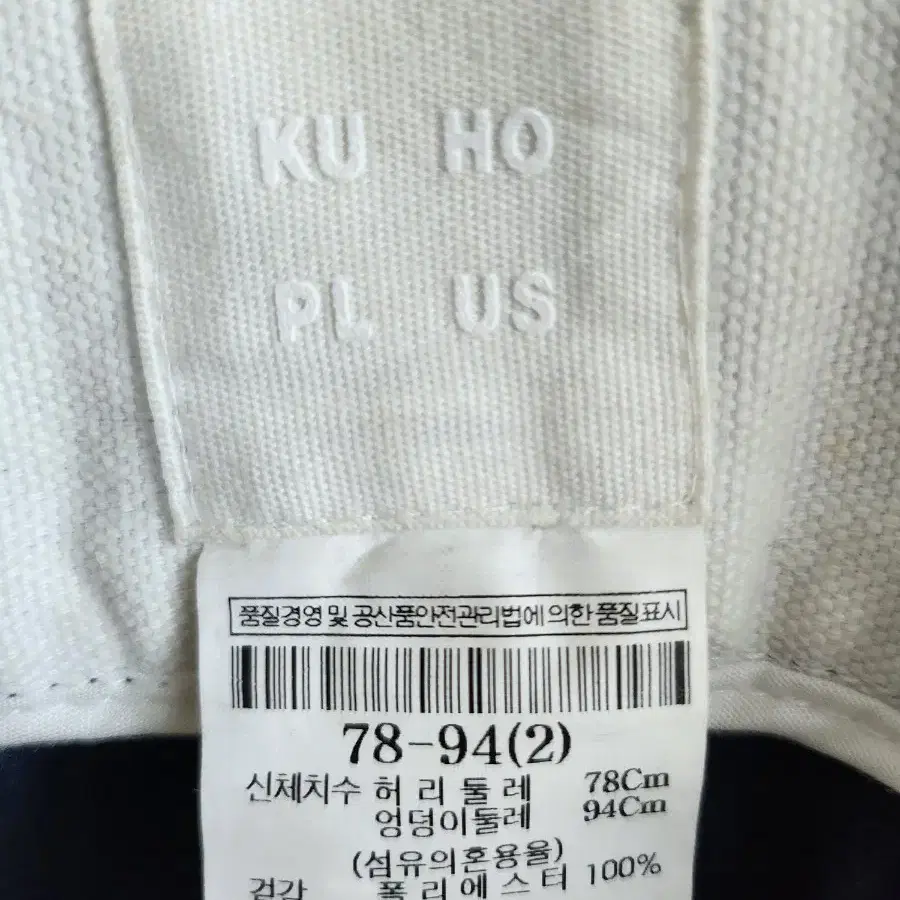 KU HO
PL US
품질경영 및 공산품안전관리법에 의한 품질표시
78-94(2)
신체치수 허 리 둘 레 78Cm
엉덩이둘레 94Cm
(섬유의혼용율)
겉감 폴 리 에 스 터 100%